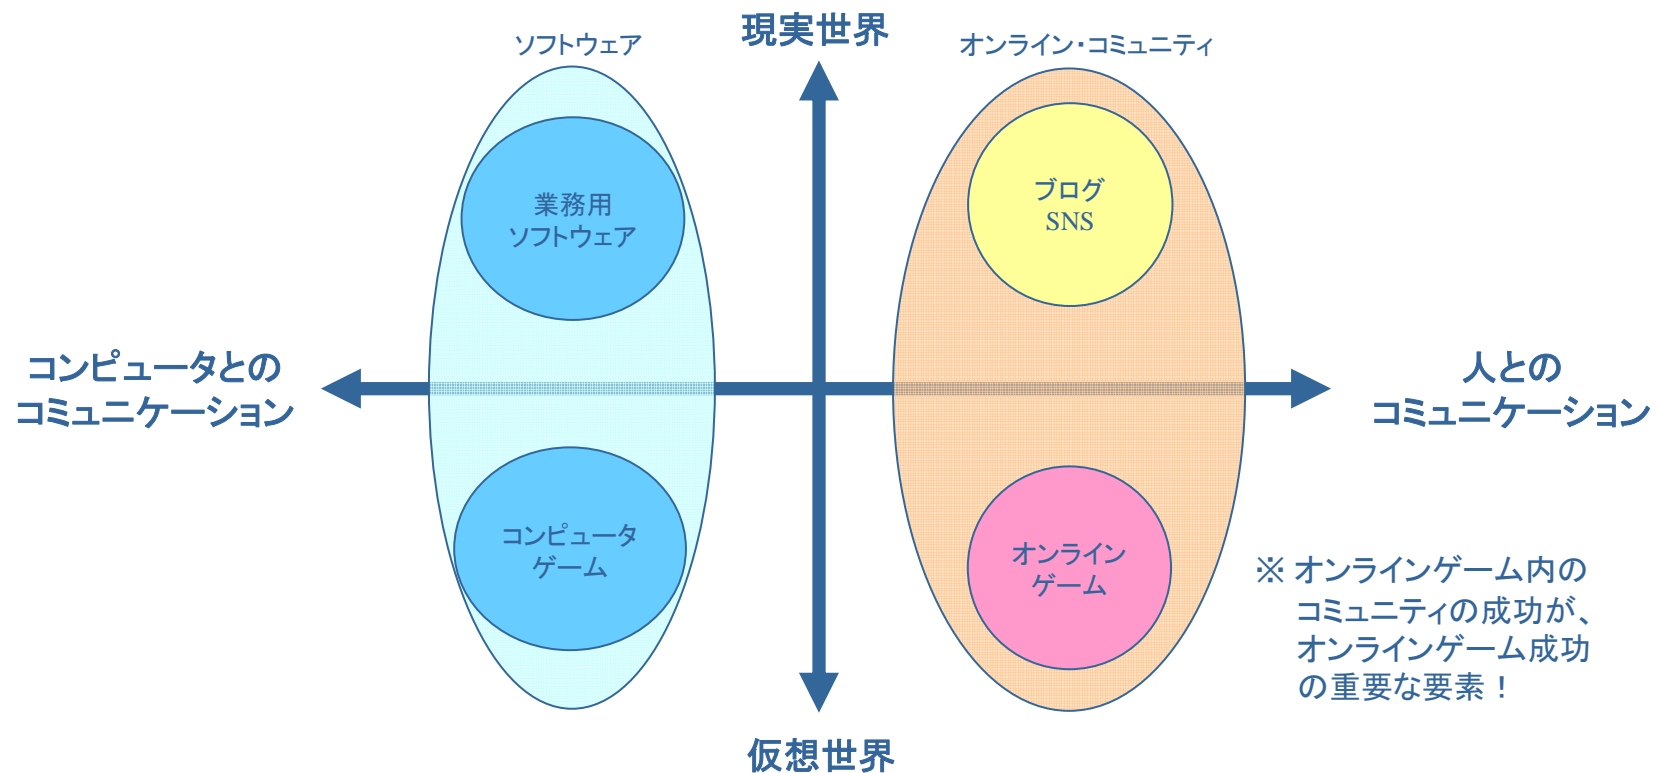 現実世界
ソフトウェア
オンライン・コミュニティ
業務用
ソフトウェア
ブログ
SNS
コンピュータとの
コミュニケーション
人との
コミュニケーション
コンピュータ
ゲーム
オンライン
ゲーム
※ オンラインゲーム内の
コミュニティの成功が、
オンラインゲーム成功
の重要な要素！
仮想世界